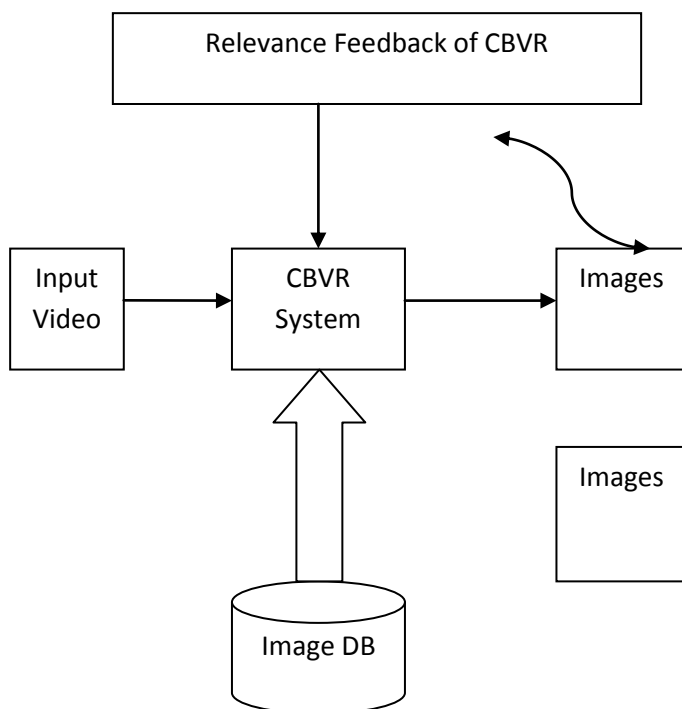 Relevance Feedback of CBVR
Input
Video
CBVR
System
Images
Images
Image DB